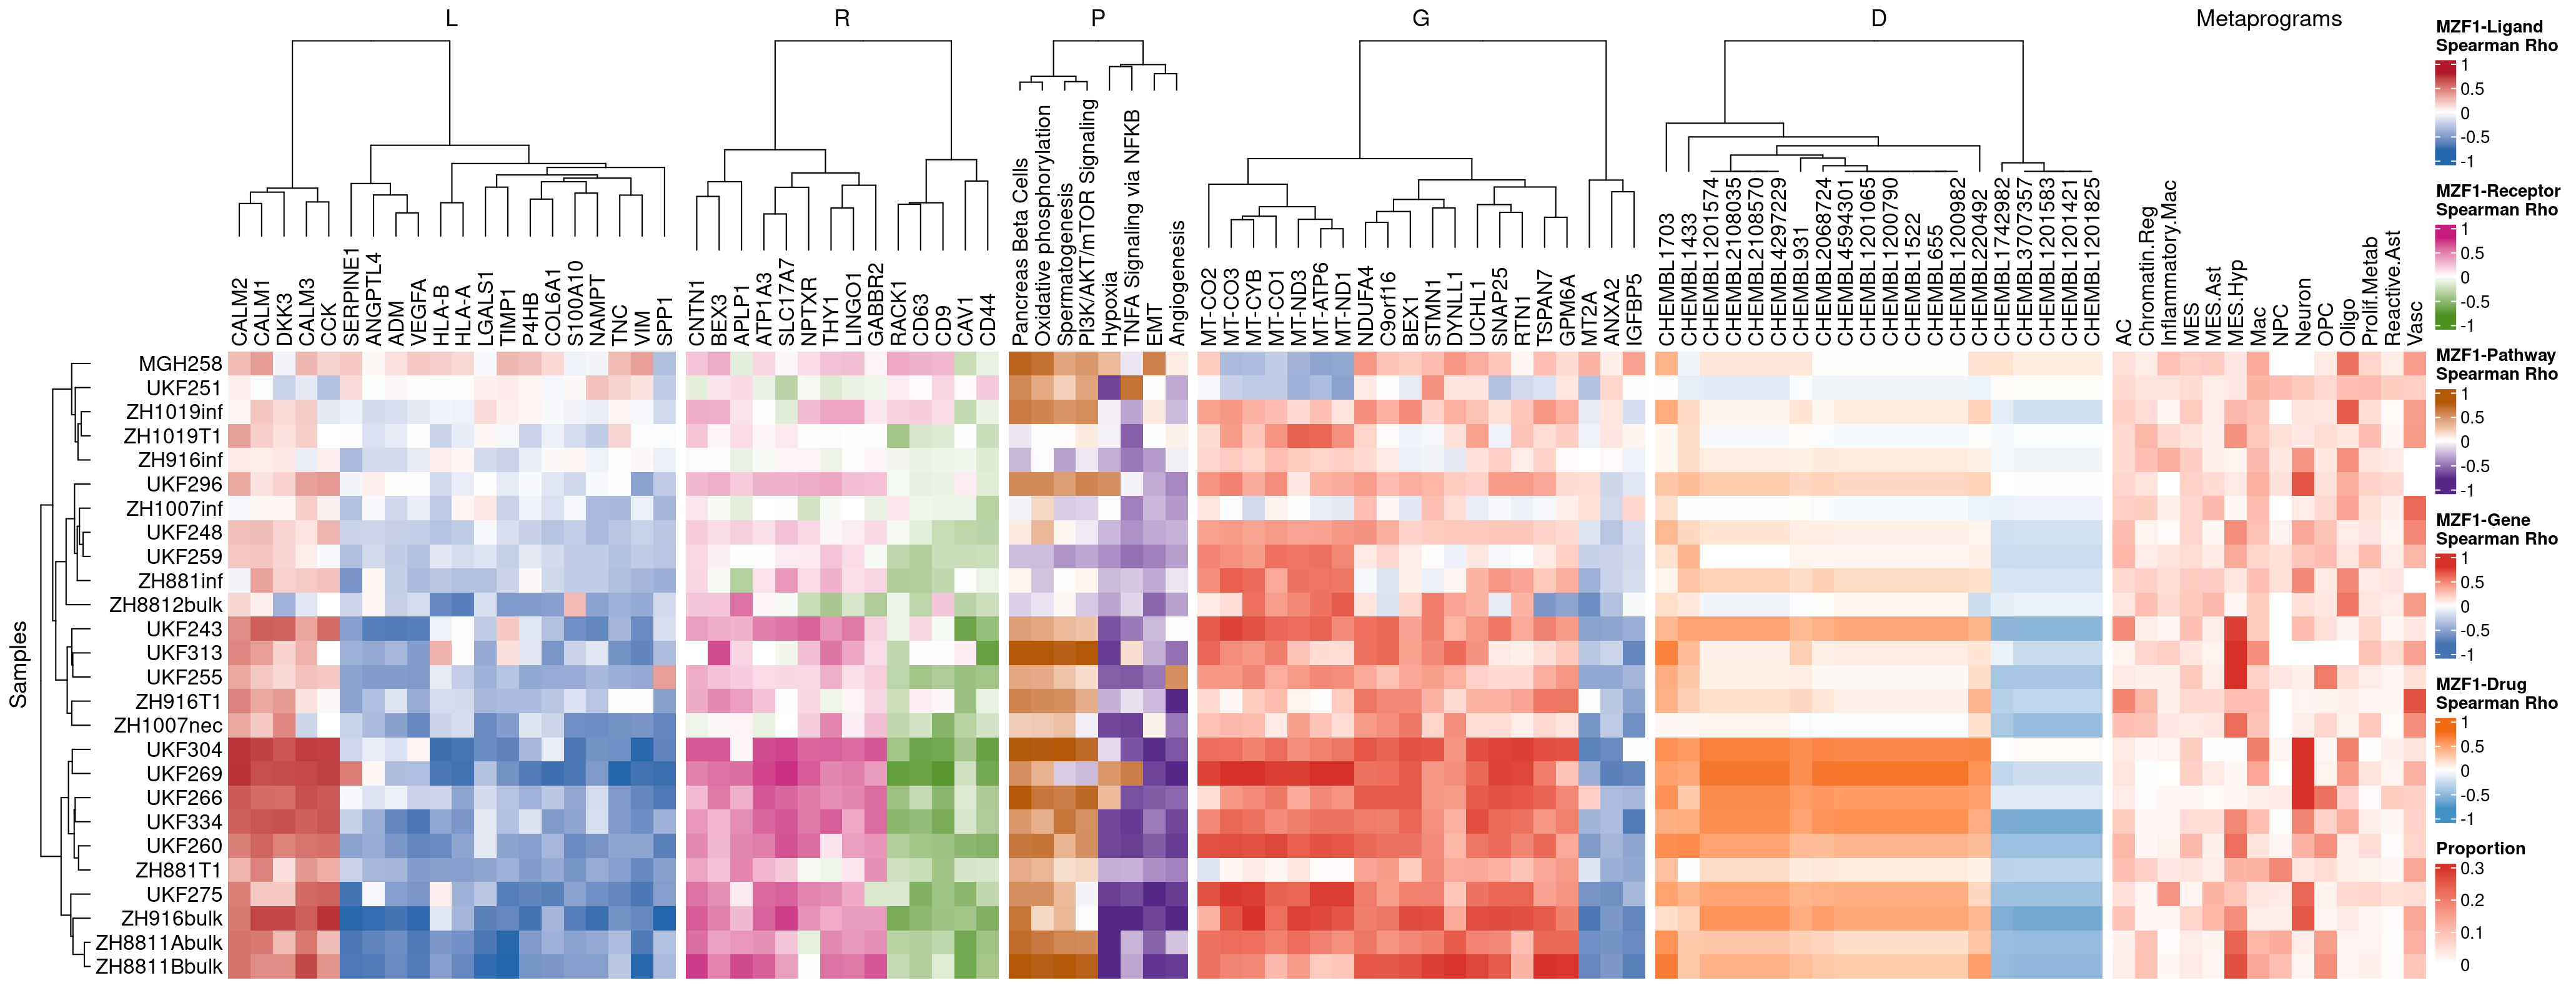 L R P G D Metaprograms
CALM2
CALM1
DKK3
CALM3
CCK
SERPINE1
ANGPTL4
ADM
VEGFA
HLA-B
HLA-A
LGALS1
TIMP1
P4HB
COL6A1
S100A10
NAMPT
TNC
VIM
SPP1
CNTN1
BEX3
APLP1
ATP1A3
SLC17A7
NPTXR
THY1
LINGO1
GABBR2
RACK1
CD63
CD9
CAV1
CD44
Pancreas Beta Cells
Oxidative phosphorylation
Spermatogenesis
PI3K/AKT/mTOR Signaling
Hypoxia
TNFA Signaling via NFKB
EMT
Angiogenesis
MT-CO2
MT-CO3
MT-CYB
MT-CO1
MT-ND3
MT-ATP6
MT-ND1
NDUFA4
C9orf16
BEX1
STMN1
DYNLL1
UCHL1
SNAP25
RTN1
TSPAN7
GPM6A
MT2A
ANXA2
IGFBP5
CHEMBL1703
CHEMBL1433
CHEMBL1201574
CHEMBL2108035
CHEMBL2108570
CHEMBL4297229
CHEMBL931
CHEMBL2068724
CHEMBL4594301
CHEMBL1201065
CHEMBL1200790
CHEMBL1522
CHEMBL655
CHEMBL1200982
CHEMBL220492
CHEMBL1742982
CHEMBL3707357
CHEMBL1201583
CHEMBL1201421
CHEMBL1201825
AC
Chromatin.Reg
Inflammatory.Mac
MES
MES.Ast
MES.Hyp
Mac
NPC
Neuron
OPC
Oligo
Prolif.Metab
Reactive.Ast
Vasc
Samples
MGH258
UKF251
ZH1019inf
ZH1019T1
ZH916inf
UKF296
ZH1007inf
UKF248
UKF259
ZH881inf
ZH8812bulk
UKF243
UKF313
UKF255
ZH916T1
ZH1007nec
UKF304
UKF269
UKF266
UKF334
UKF260
ZH881T1
UKF275
ZH916bulk
ZH8811Abulk
ZH8811Bbulk
MZF1-Ligand
Spearman Rho
1
0.5
0
-0.5
-1
MZF1-Receptor
Spearman Rho
1
0.5
0
-0.5
-1
MZF1-Pathway
Spearman Rho
1
0.5
0
-0.5
-1
MZF1-Gene
Spearman Rho
1
0.5
0
-0.5
-1
MZF1-Drug
Spearman Rho
1
0.5
0
-0.5
-1
Proportion
0.3
0.2
0.1
0